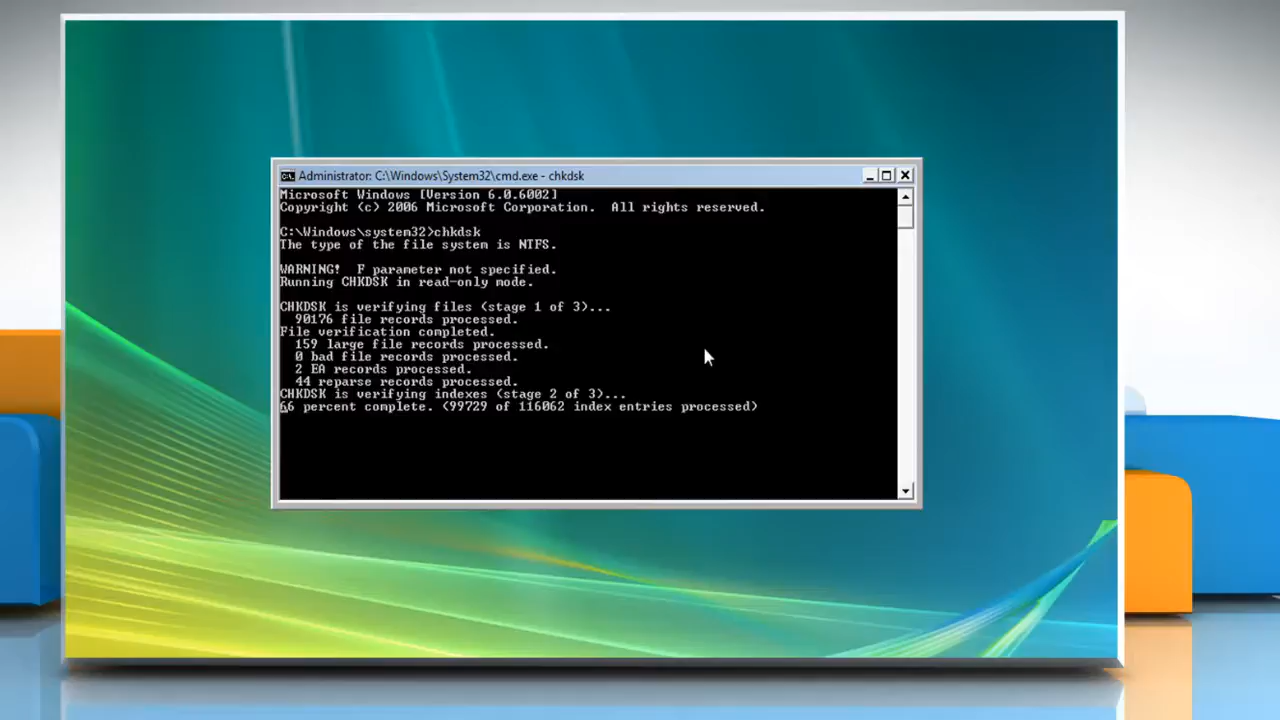 Administrator: C:\Windows\System32\cmd.exe - chkdsk
Microsoft Windows [Version 6.0.6002]
Copyright (c) 2006 Microsoft Corporation.  All rights reserved.
C:\Windows\system32>chkdsk
The type of the file system is NTFS.
WARNING!  F parameter not specified.
Running CHKDSK in read-only mode.
CHKDSK is verifying files (stage 1 of 3)...
90176 file records processed.
File verification completed.
159 large file records processed.
0 bad file records processed.
2 EA records processed.
44 reparse records processed.
CHKDSK is verifying indexes (stage 2 of 3)...
66 percent complete. (99729 of 116062 index entries processed)